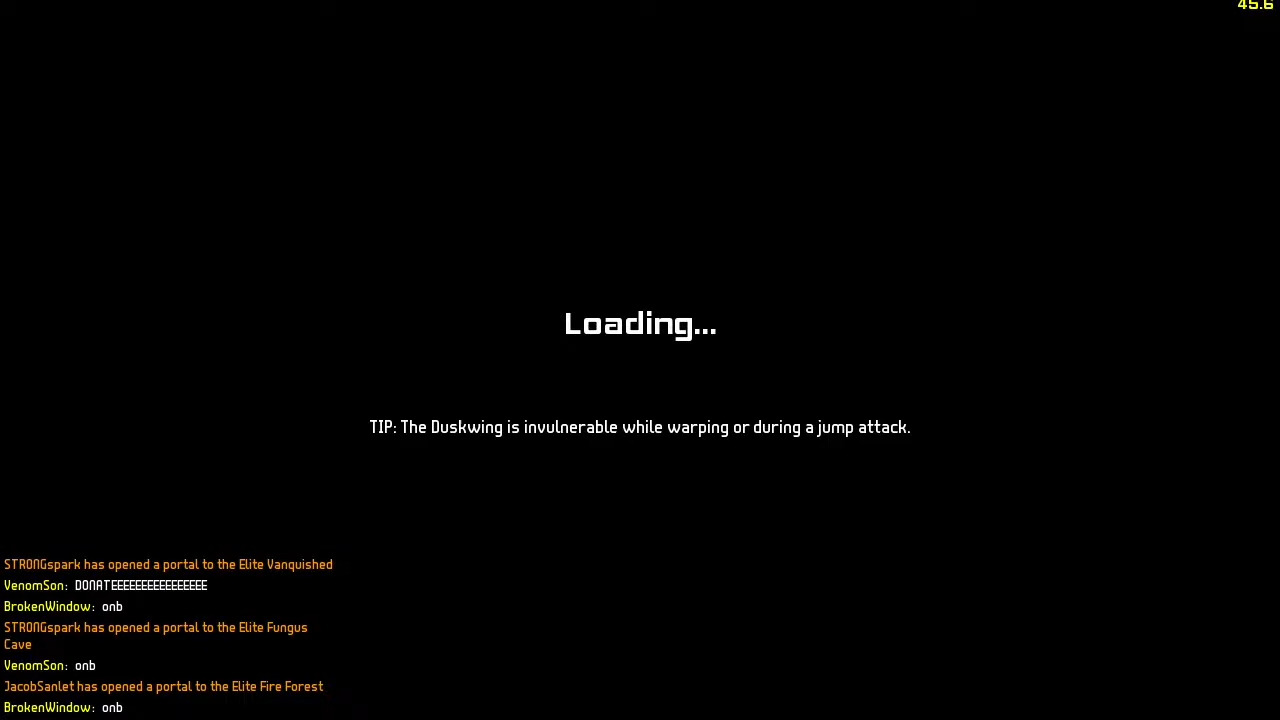 45.6
Loading...
TIP: The Duskwing is invulnerable while warping or during a jump attack.
STRONGspark has opened a portal to the Elite Vanquished
VenomSon: DONATEEEEEEEEEEEEEEEE
BrokenWindow: onb
STRONGspark has opened a portal to the Elite Fungus
Cave
VenomSon: onb
JacobSanlet has opened a portal to the Elite Fire Forest
BrokenWindow: onb